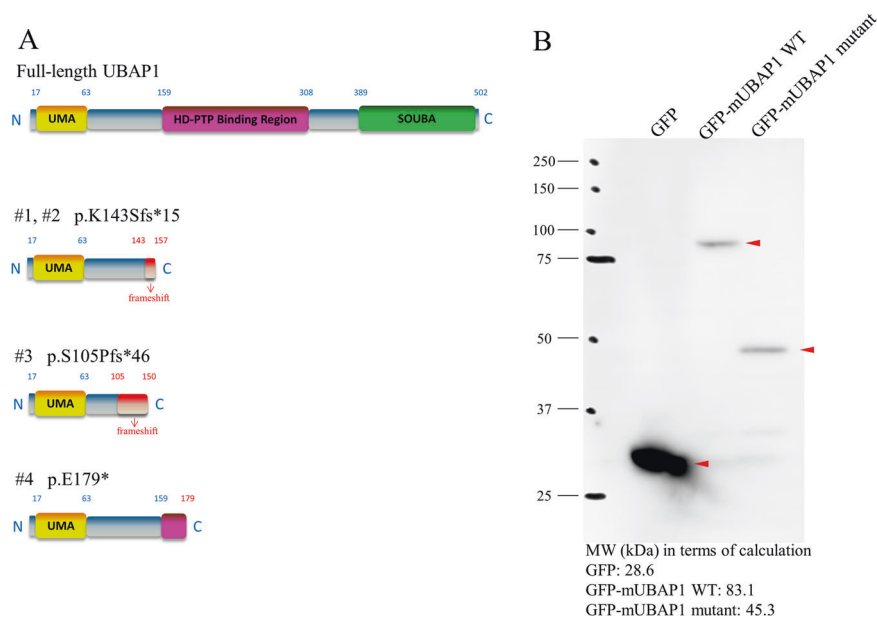 A
Full-length UBAP1
17 63 159 308 389 502
N UMA HD-PTP Binding Region SOUBA C
#1, #2 p.K143Sfs*15
17 63 143 157
N UMA C
frameshift
#3 p.S105Pfs*46
17 63 105 150
N UMA C
frameshift
#4 p.E179*
17 63 159 179
N UMA C
B
GFP
GFP-mUBAP1 WT
GFP-mUBAP1 mutant
250
150
100
75
50
37
25
MW (kDa) in terms of calculation
GFP: 28.6
GFP-mUBAP1 WT: 83.1
GFP-mUBAP1 mutant: 45.3